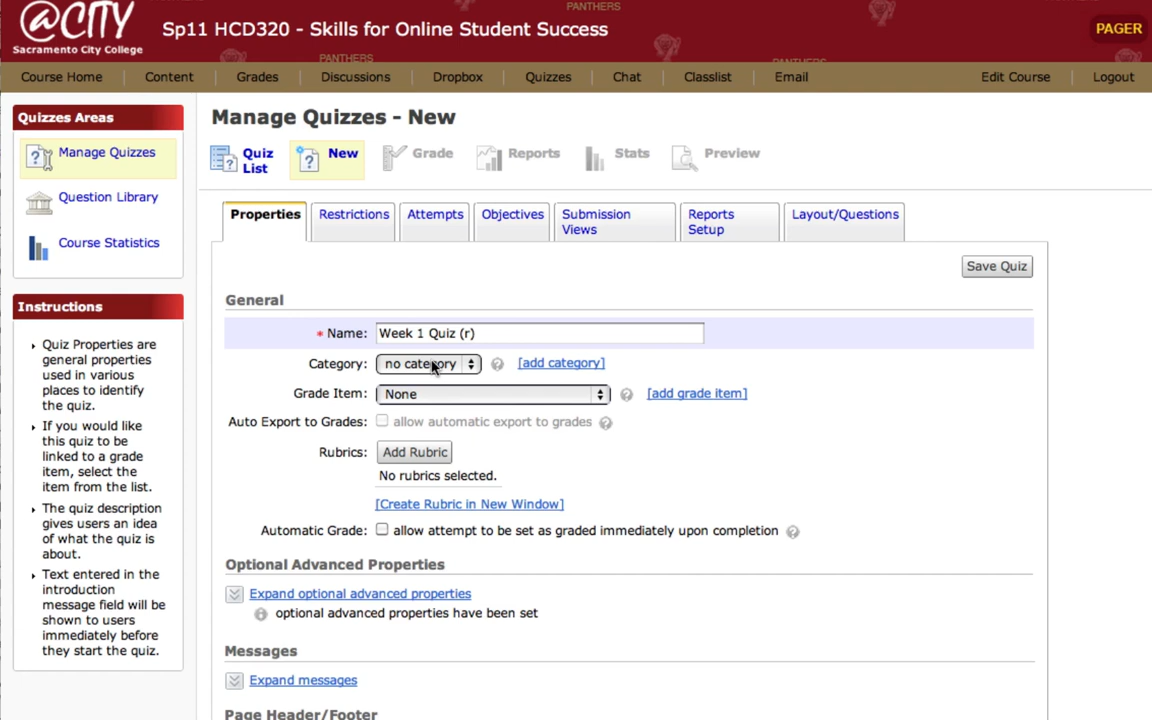 @CITY
Sacramento City College
Sp11 HCD320 - Skills for Online Student Success
PANTHERS
PANTHERS
PANTHERS
PAGER
Course Home
Content
Grades
Discussions
Dropbox
Quizzes
Chat
Classlist
Email
Edit Course
Logout
Quizzes Areas
Manage Quizzes
Question Library
Course Statistics
Instructions
Quiz Properties are
general properties
used in various
places to identify
the quiz.
If you would like
this quiz to be
linked to a grade
item, select the
item from the list.
The quiz description
gives users an idea
of what the quiz is
about.
Text entered in the
introduction
message field will be
shown to users
immediately before
they start the quiz.
Manage Quizzes - New
Quiz
List
New
Grade
Reports
Stats
Preview
Properties
Restrictions
Attempts
Objectives
Submission
Views
Reports
Setup
Layout/Questions
Save Quiz
General
* Name: Week 1 Quiz (r)
Category: no category ? [add category]
Grade Item: None ? [add grade item]
Auto Export to Grades: allow automatic export to grades ?
Rubrics: Add Rubric
No rubrics selected.
[Create Rubric in New Window]
Automatic Grade: allow attempt to be set as graded immediately upon completion ?
Optional Advanced Properties
Expand optional advanced properties
optional advanced properties have been set
Messages
Expand messages
Page Header/Footer